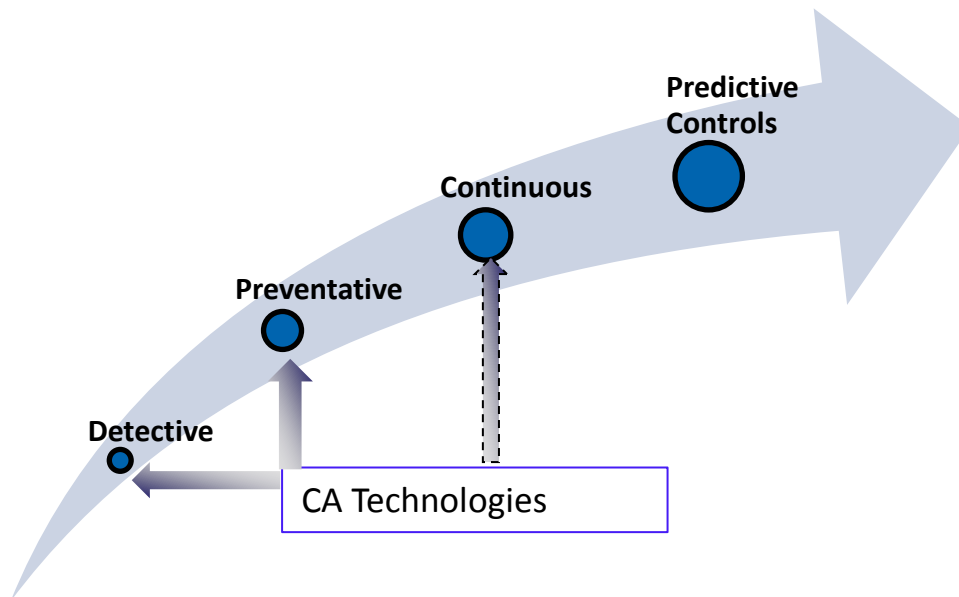 Predictive
Controls
Continuous
Preventative
Detective
CA Technologies